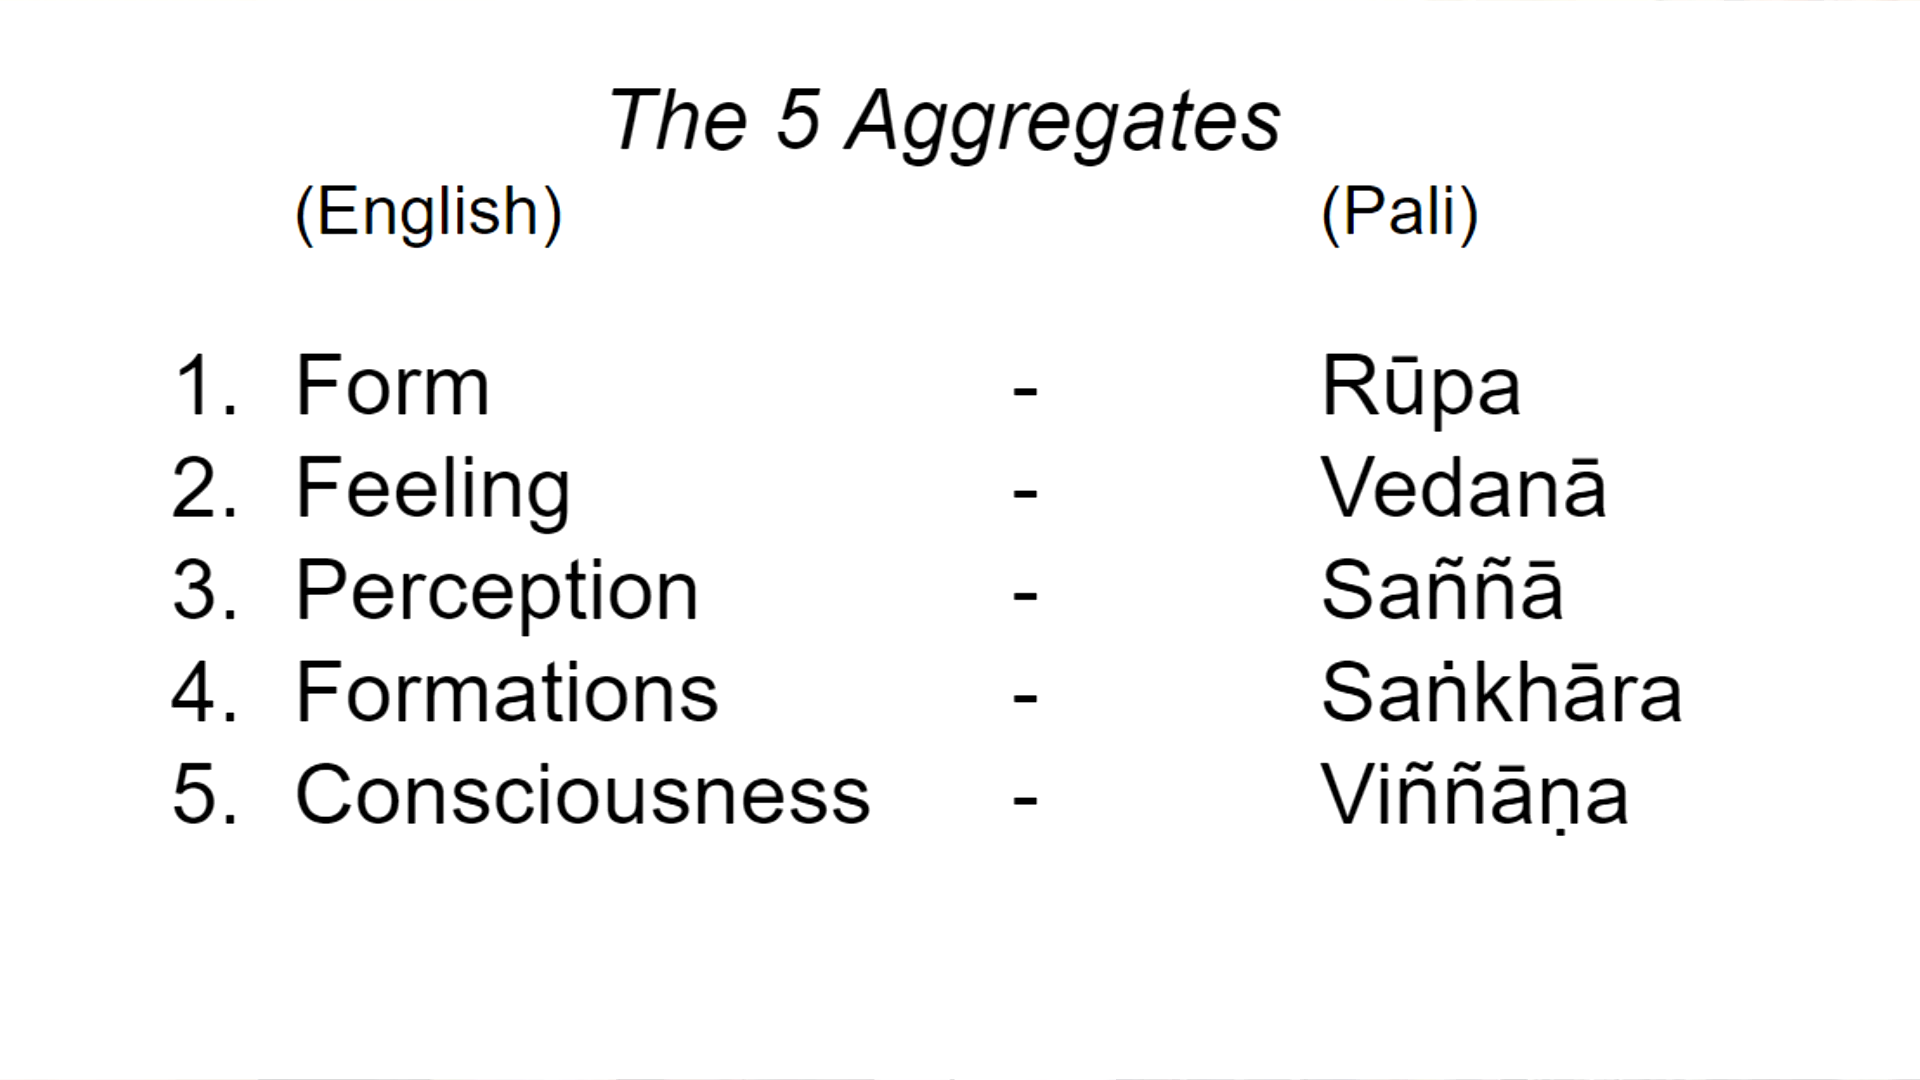 The 5 Aggregates
(English) (Pali)
1. Form - Rūpa
2. Feeling - Vedanā
3. Perception - Saññā
4. Formations - Saṅkhāra
5. Consciousness - Viññāṇa